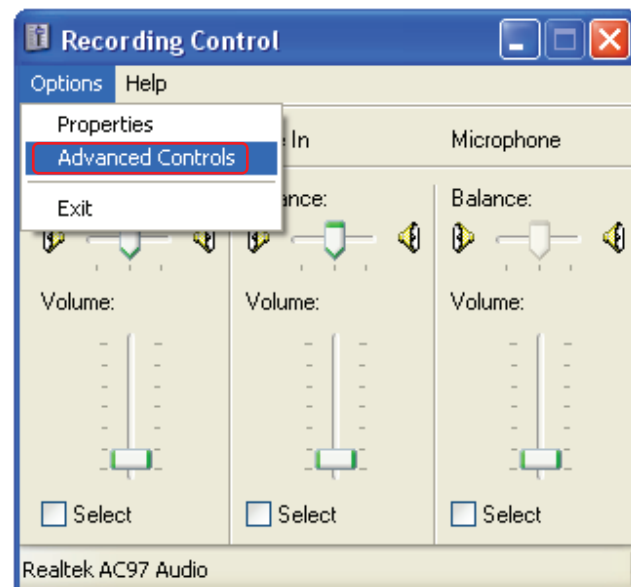 Recording Control
Options Help
Properties
Advanced Controls
Exit
In Microphone
Balance:
Volume: Volume: Volume:
Select Select Select
Realtek AC97 Audio